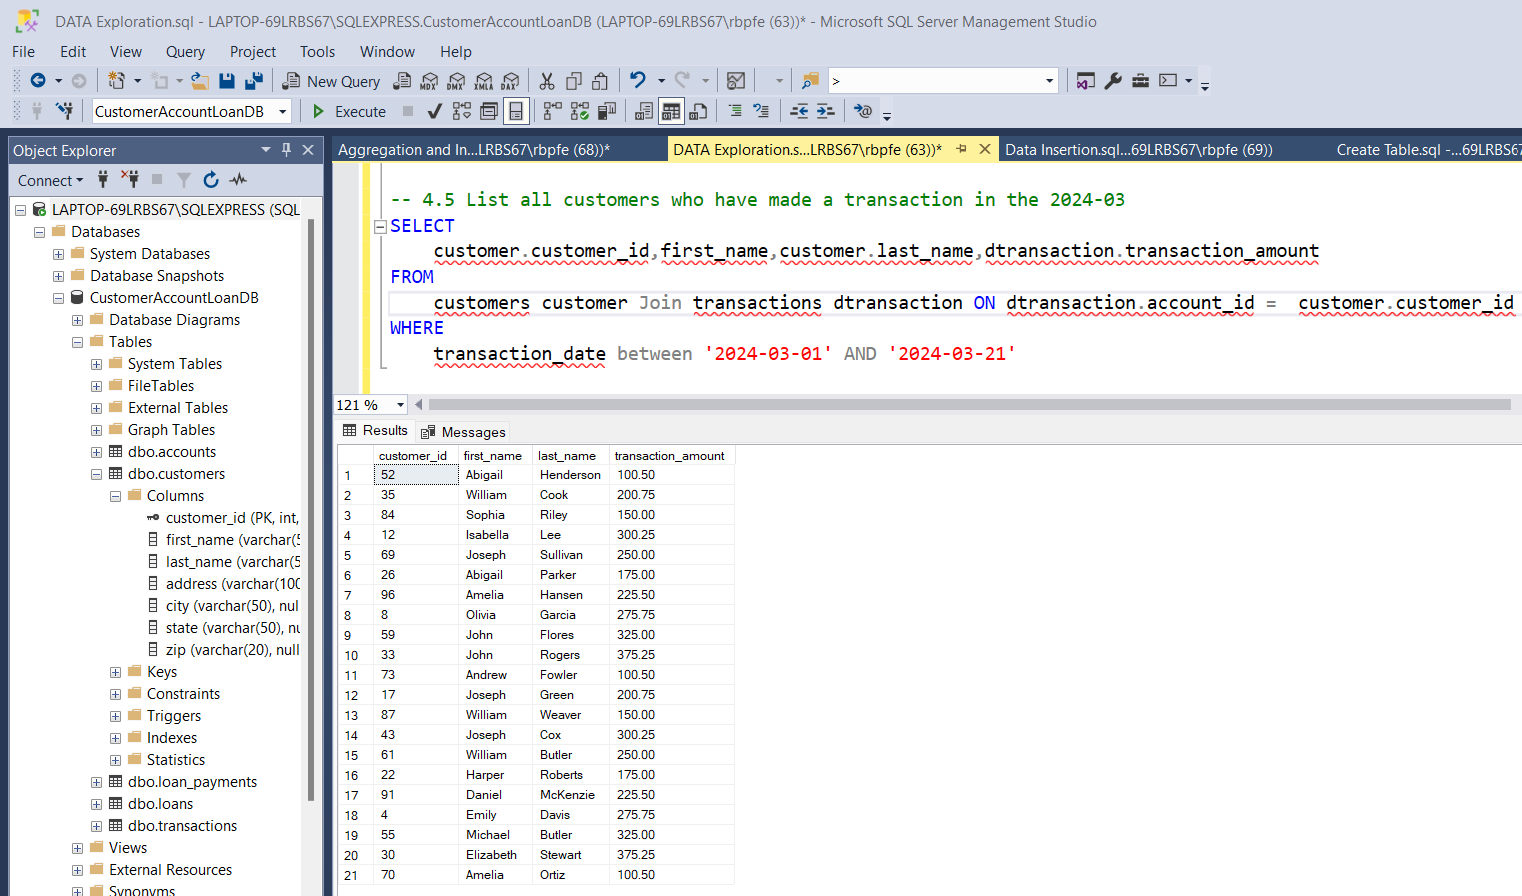 DATA Exploration.sql - LAPTOP-69LRBS67\SQLEXPRESS.CustomerAccountLoanDB (LAPTOP-69LRBS67\rbpfe (63))* - Microsoft SQL Server Management Studio
File Edit View Query Project Tools Window Help
New Query MDX DMX XMLA DAX >
CustomerAccountLoanDB Execute
Object Explorer
Connect
LAPTOP-69LRBS67\SQLEXPRESS (SQL
Databases
System Databases
Database Snapshots
CustomerAccountLoanDB
Database Diagrams
Tables
System Tables
FileTables
External Tables
Graph Tables
dbo.accounts
dbo.customers
Columns
customer_id (PK, int,
first_name (varchar(5
last_name (varchar(5
address (varchar(100
city (varchar(50), nul
state (varchar(50), nu
zip (varchar(20), null
Keys
Constraints
Triggers
Indexes
Statistics
dbo.loan_payments
dbo.loans
dbo.transactions
Views
External Resources
Synonyms
Aggregation and In...LRBS67\rbpfe (68))* DATA Exploration.s...LRBS67\rbpfe (63))* Data Insertion.sql...69LRBS67\rbpfe (69)) Create Table.sql -...69LRBS67
-- 4.5 List all customers who have made a transaction in the 2024-03
SELECT
customer.customer_id,first_name,customer.last_name,dtransaction.transaction_amount
FROM
customers customer Join transactions dtransaction ON dtransaction.account_id = customer.customer_id
WHERE
transaction_date between '2024-03-01' AND '2024-03-21'
121 %
Results Messages
customer_id first_name last_name transaction_amount
1 52 Abigail Henderson 100.50
2 35 William Cook 200.75
3 84 Sophia Riley 150.00
4 12 Isabella Lee 300.25
5 69 Joseph Sullivan 250.00
6 26 Abigail Parker 175.00
7 96 Amelia Hansen 225.50
8 8 Olivia Garcia 275.75
9 59 John Flores 325.00
10 33 John Rogers 375.25
11 73 Andrew Fowler 100.50
12 17 Joseph Green 200.75
13 87 William Weaver 150.00
14 43 Joseph Cox 300.25
15 61 William Butler 250.00
16 22 Harper Roberts 175.00
17 91 Daniel McKenzie 225.50
18 4 Emily Davis 275.75
19 55 Michael Butler 325.00
20 30 Elizabeth Stewart 375.25
21 70 Amelia Ortiz 100.50